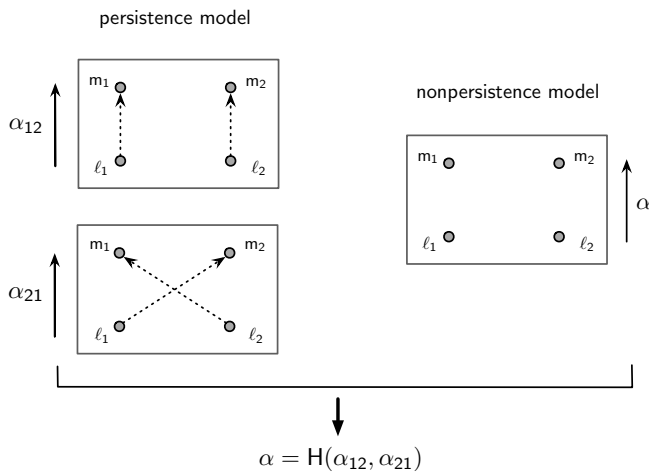 persistence model
m₁ m₂
α₁₂
ℓ₁ ℓ₂
nonpersistence model
m₁ m₂
α
ℓ₁ ℓ₂
m₁ m₂
α₂₁
ℓ₁ ℓ₂
α = H(α₁₂, α₂₁)